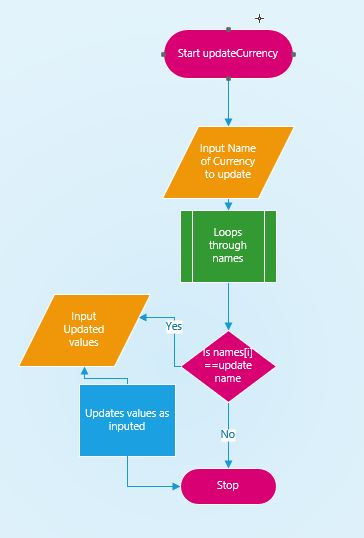 Start updateCurrency
Input Name
of Currency
to update
Loops
through
names
Input
Updated
values
Yes
is names[i]
==update
name
Updates values as
inputed
No
Stop